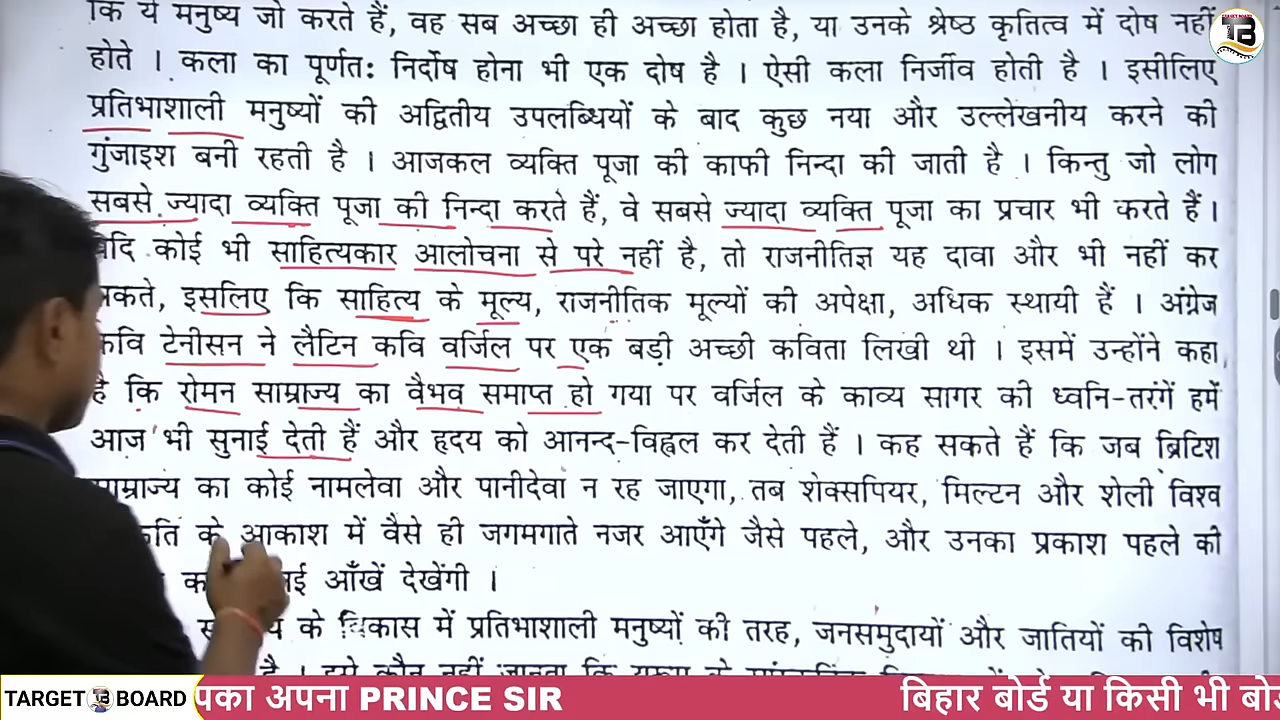 कि ये मनुष्य जो करते हैं, वह सब अच्छा ही अच्छा होता है, या उनके श्रेष्ठ कृतित्व में दोष नहीं
होते । कला का पूर्णतः निर्दोष होना भी एक दोष है । ऐसी कला निर्जीव होती है । इसीलिए
प्रतिभाशाली मनुष्यों की अद्वितीय उपलब्धियों के बाद कुछ नया और उल्लेखनीय करने की
गुंजाइश बनी रहती है । आजकल व्यक्ति पूजा की काफी निन्दा की जाती है । किन्तु जो लोग
सबसे ज्यादा व्यक्ति पूजा की निन्दा करते हैं, वे सबसे ज्यादा व्यक्ति पूजा का प्रचार भी करते हैं ।
कोई भी साहित्यकार आलोचना से परे नहीं है, तो राजनीतिज्ञ यह दावा और भी नहीं कर
इसलिए कि साहित्य के मूल्य, राजनीतिक मूल्यों की अपेक्षा, अधिक स्थायी हैं । अंग्रेज
कवि टेनीसन ने लैटिन कवि वर्जिल पर एक बड़ी अच्छी कविता लिखी थी । इसमें उन्होंने कहा
है कि रोमन साम्राज्य का वैभव समाप्त हो गया पर वर्जिल के काव्य सागर की ध्वनि-तरंगें हमें
आज भी सुनाई देती हैं और हृदय को आनन्द-विह्वल कर देती हैं । कह सकते हैं कि जब ब्रिटिश
साम्राज्य का कोई नामलेवा और पानीदेवा न रह जाएगा, तब शेक्सपियर, मिल्टन और शेली विश्व
के आकाश में वैसे ही जगमगाते नजर आएँगे जैसे पहले, और उनका प्रकाश पहले की
आँखें देखेंगी ।
के विकास में प्रतिभाशाली मनुष्यों की तरह, जनसमुदायों और जातियों की विशेष
TARGET BOARD
TB
TARGET TB BOARD पका अपना PRINCE SIR बिहार बोर्ड या किसी भी बोर्